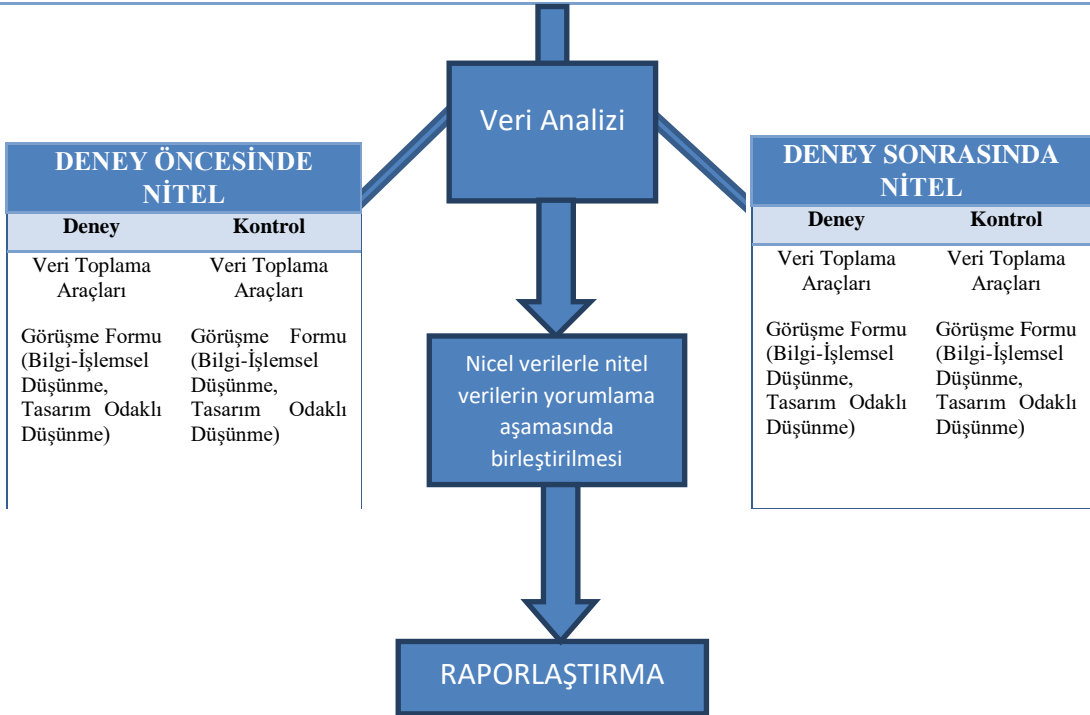 Veri Analizi
DENEY ÖNCESİNDE
NİTEL
Deney Kontrol
Veri Toplama Veri Toplama
Araçları Araçları
Görüşme Formu Görüşme Formu
(Bilgi-İşlemsel (Bilgi-İşlemsel
Düşünme, Düşünme,
Tasarım Odaklı Tasarım Odaklı
Düşünme) Düşünme)
DENEY SONRASINDA
NİTEL
Deney Kontrol
Veri Toplama Veri Toplama
Araçları Araçları
Görüşme Formu Görüşme Formu
(Bilgi-İşlemsel (Bilgi-İşlemsel
Düşünme, Düşünme,
Tasarım Odaklı Tasarım Odaklı
Düşünme) Düşünme)
Nicel verilerle nitel
verilerin yorumlama
aşamasında
birleştirilmesi
RAPORLAŞTIRMA